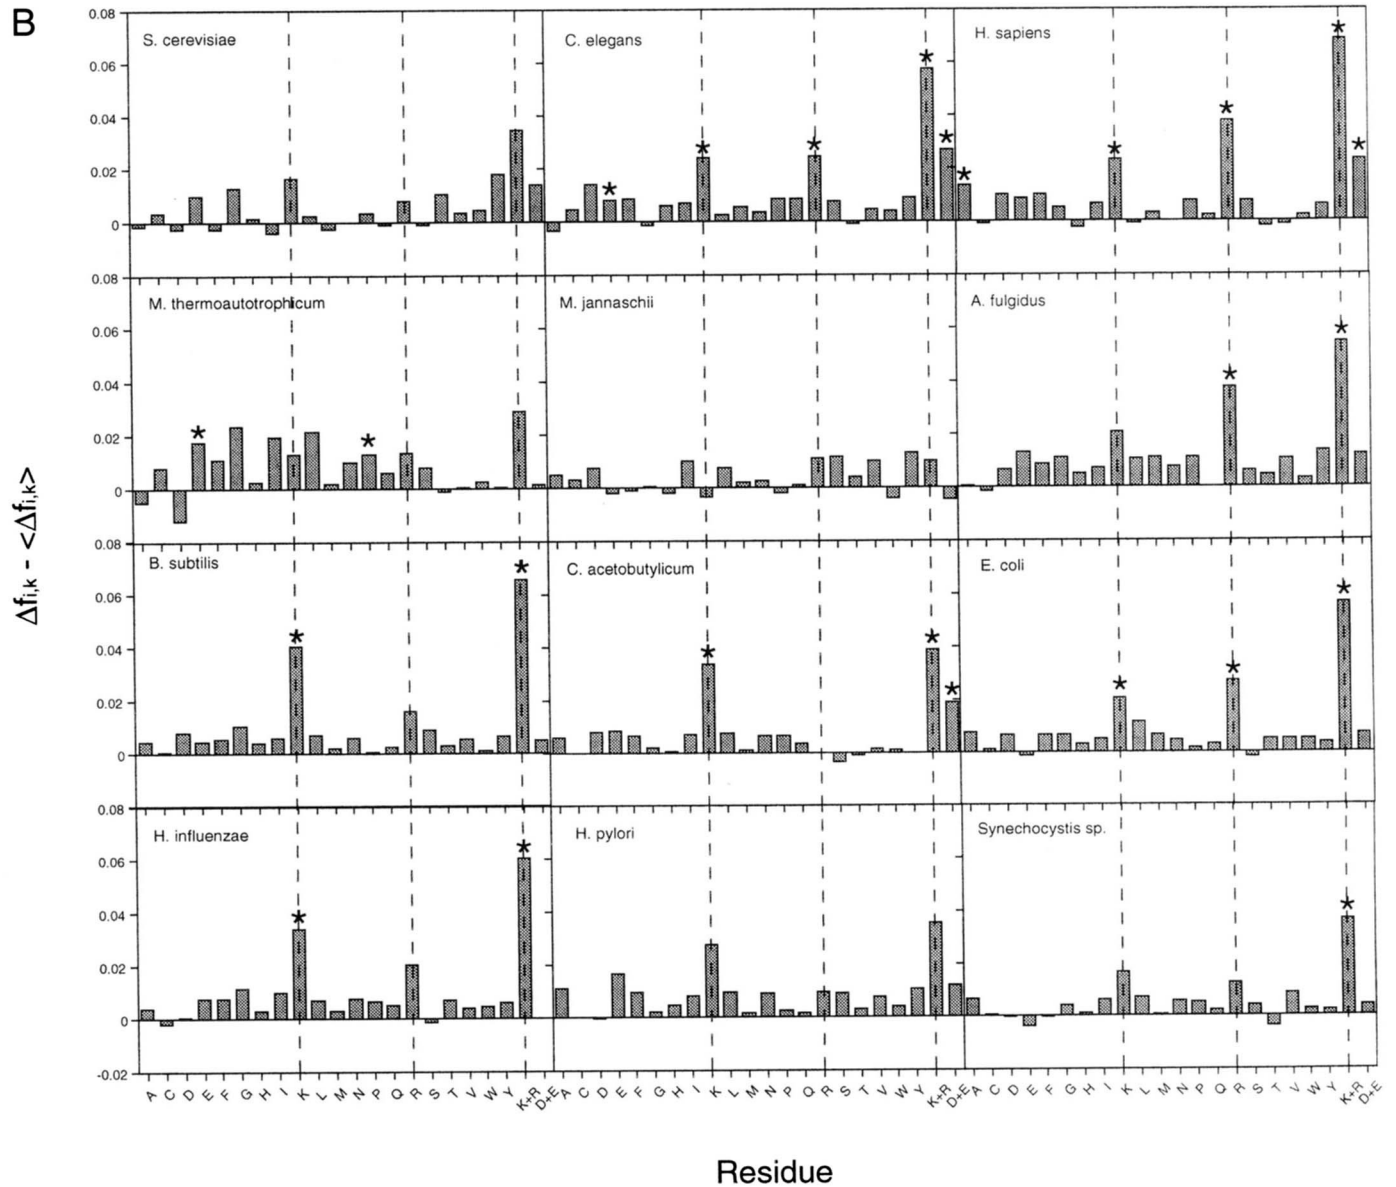 B
0.08
S. cerevisiae
C. elegans
H. sapiens
0.06
0.04
0.02
0
0.08
M. thermoautotrophicum
M. jannaschii
A. fulgidus
0.06
0.04
0.02
0
0.08
B. subtilis
C. acetobutylicum
E. coli
0.06
0.04
0.02
0
0.08
H. influenzae
H. pylori
Synechocystis sp.
0.06
0.04
0.02
0
-0.02
Δfi,k - <Δfi,k>
A C D E F G H I K L M N P Q R S T V W Y K+R D+E A C D E F G H I K L M N P Q R S T V W Y K+R D+E A C D E F G H I K L M N P Q R S T V W Y K+R D+E
Residue